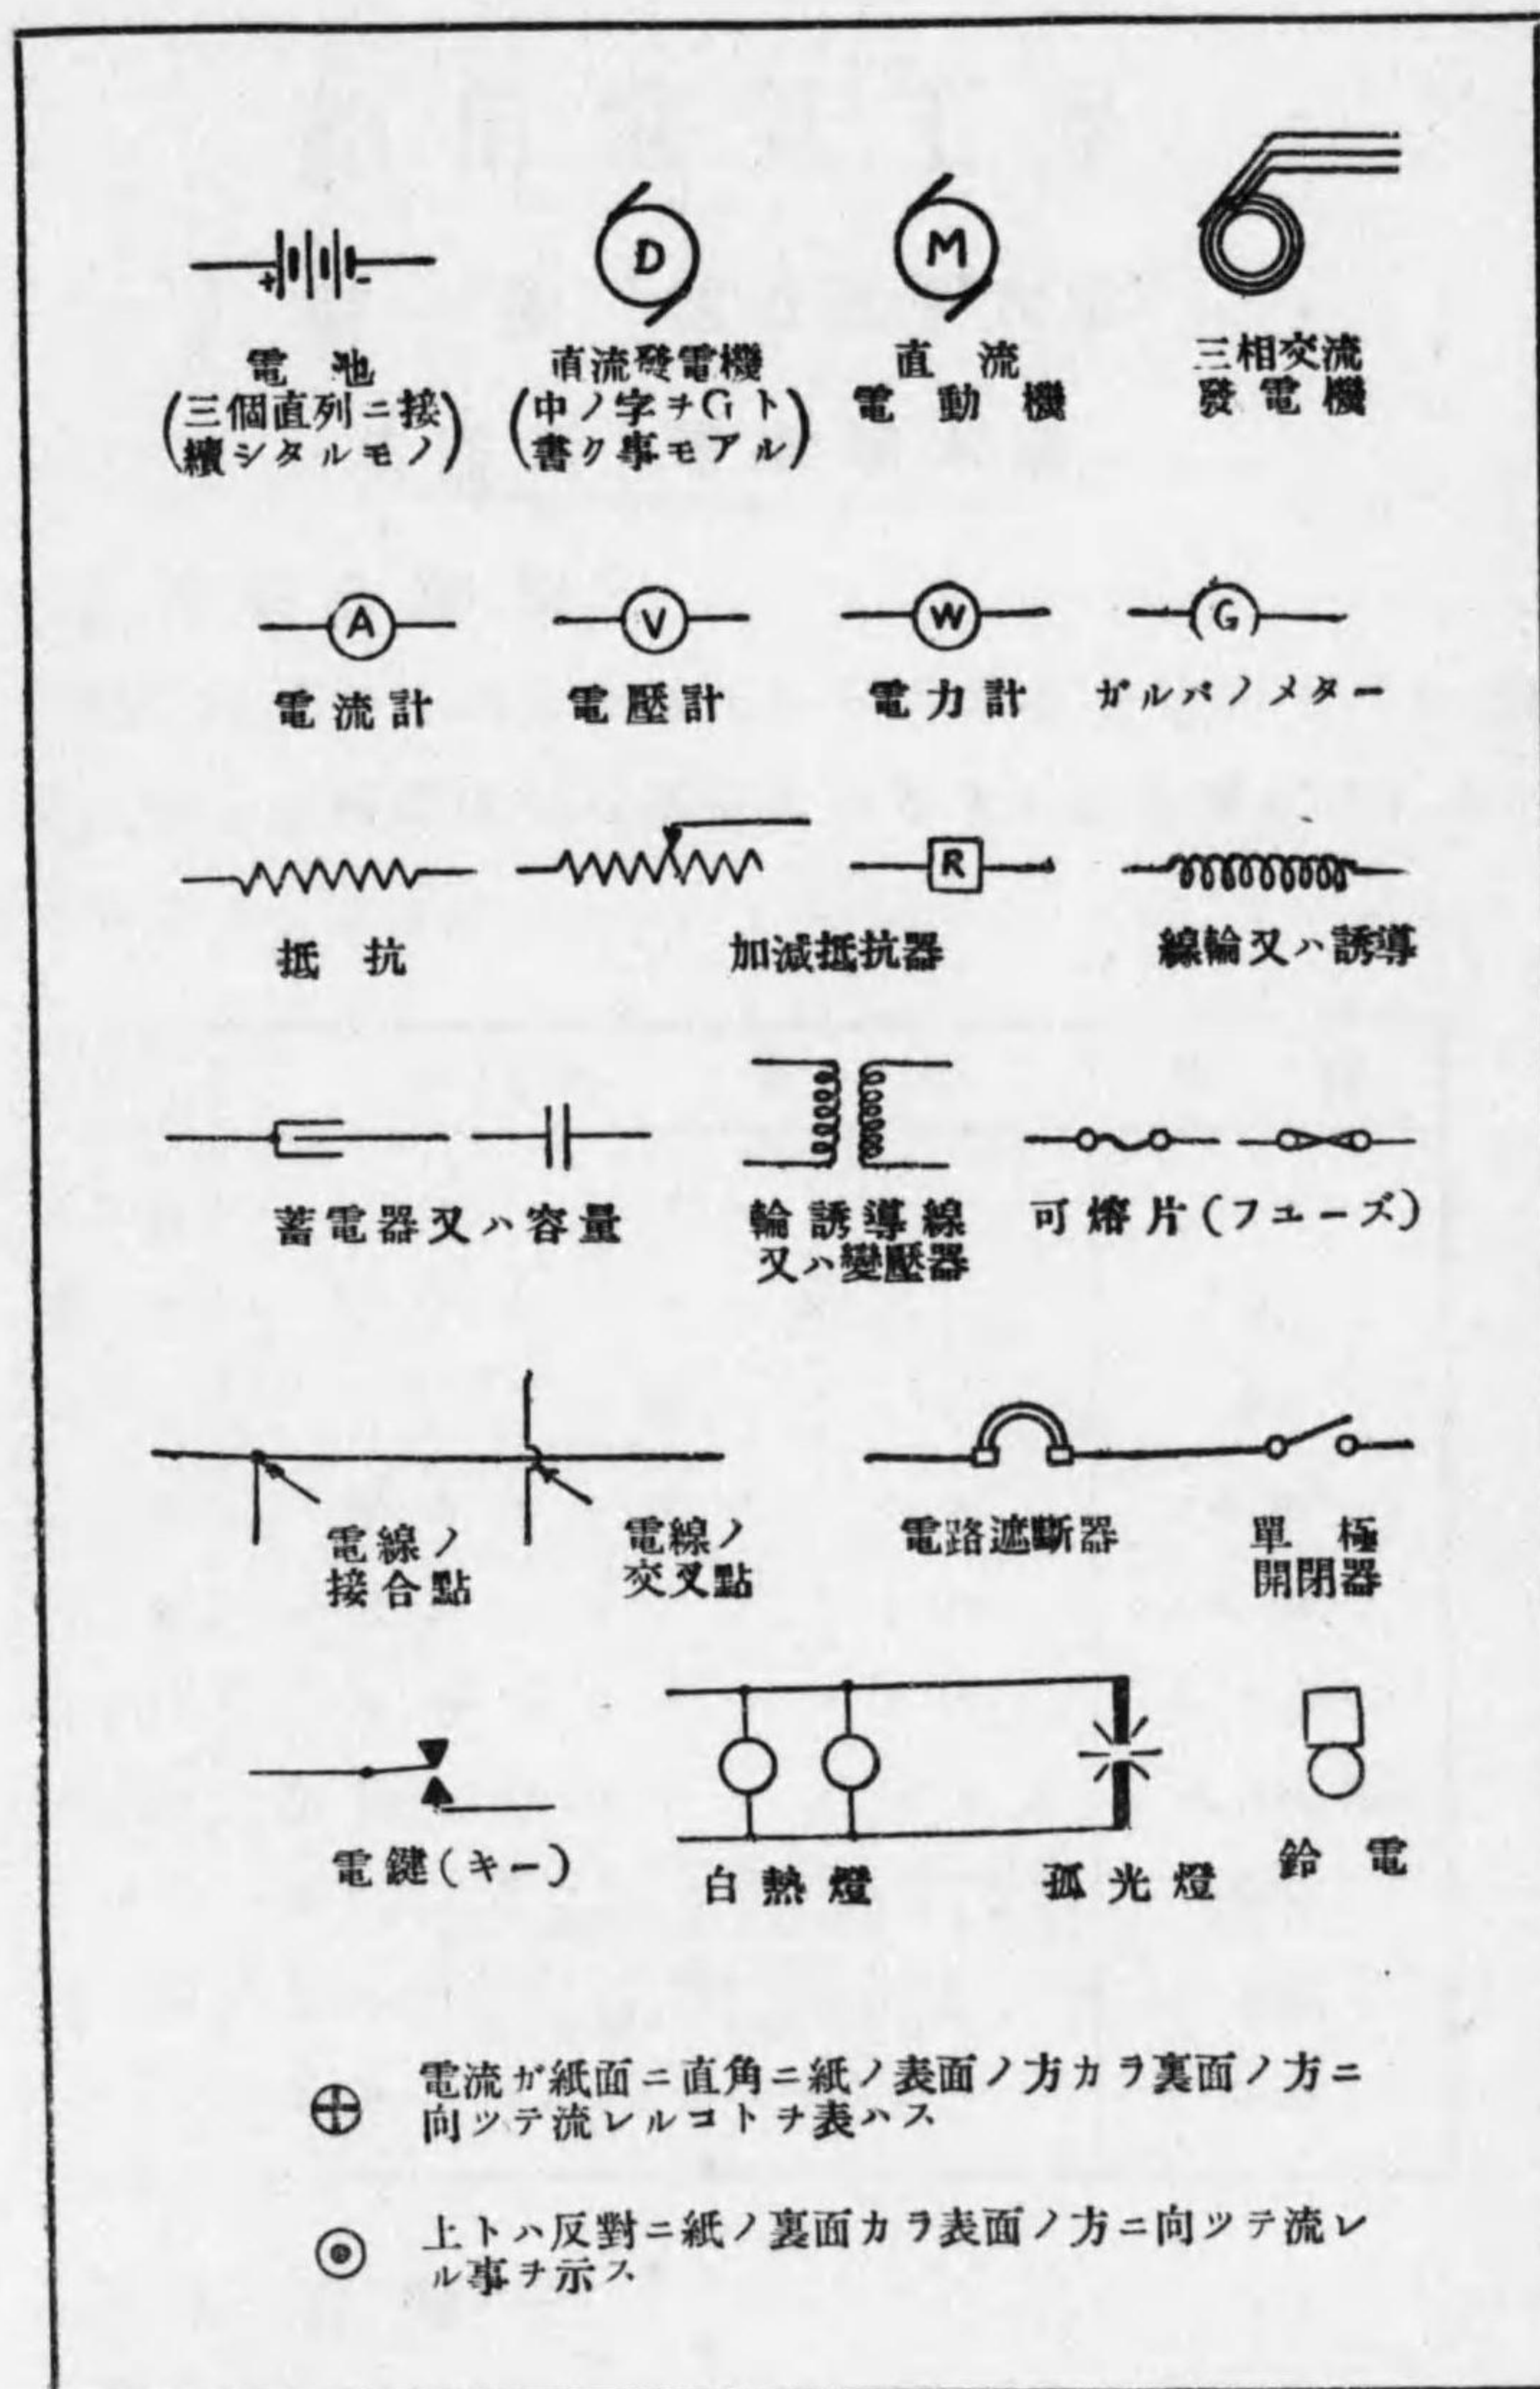 + −
D
M
電池
(三個直列ニ接
續シタルモノ)
直流發電機
(中ノ字ヲGト
書ク事モアル)
直流
電動機
三相交流
發電機
A
V
W
G
電流計
電壓計
電力計
ガルバノメター
R
抵抗
加減抵抗器
線輪又ハ誘導
蓄電器又ハ容量
輪誘導線
又ハ變壓器
可熔片(フユーズ)
電線ノ
接合點
電線ノ
交叉點
電路遮斷器
單極
開閉器
電鍵(キー)
白熱燈
孤光燈
鈴電
電流ガ紙面ニ直角ニ紙ノ表面ノ方カラ裏面ノ方ニ
向ツテ流レルコトヲ表ハス
上トハ反對ニ紙ノ裏面カラ表面ノ方ニ向ツテ流レ
ル事ヲ示ス